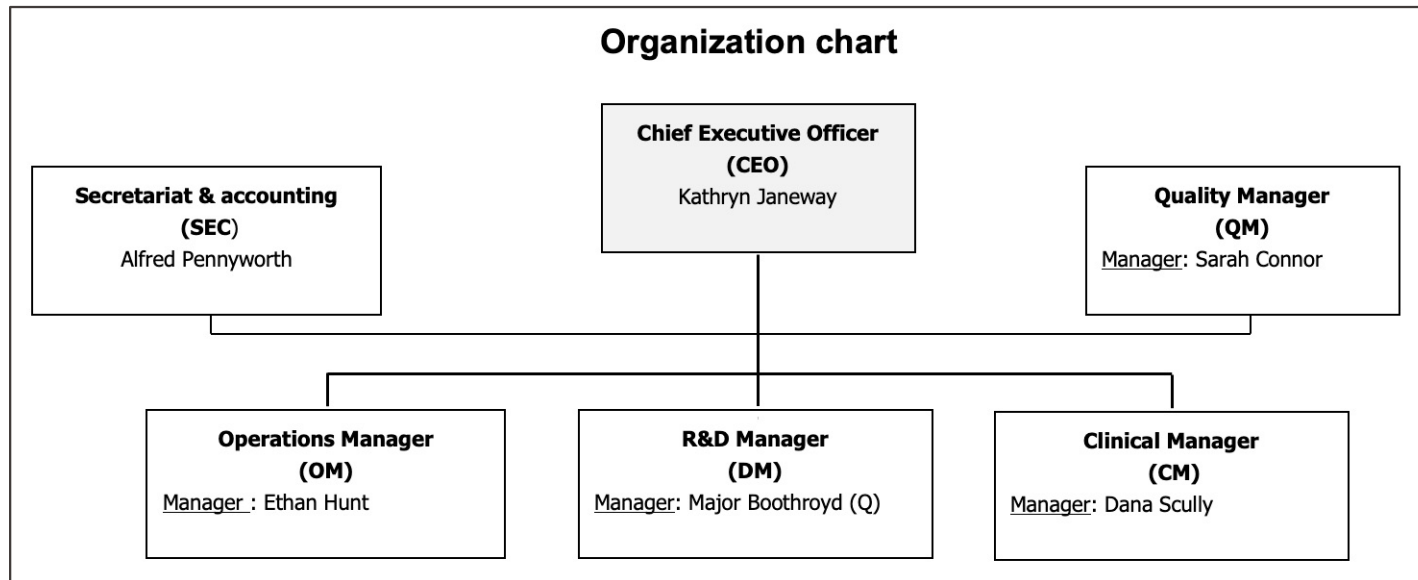 Organization chart
Chief Executive Officer
(CEO)
Kathryn Janeway
Secretariat & accounting
(SEC)
Alfred Pennyworth
Quality Manager
(QM)
Manager: Sarah Connor
Operations Manager
(OM)
Manager : Ethan Hunt
R&D Manager
(DM)
Manager: Major Boothroyd (Q)
Clinical Manager
(CM)
Manager: Dana Scully